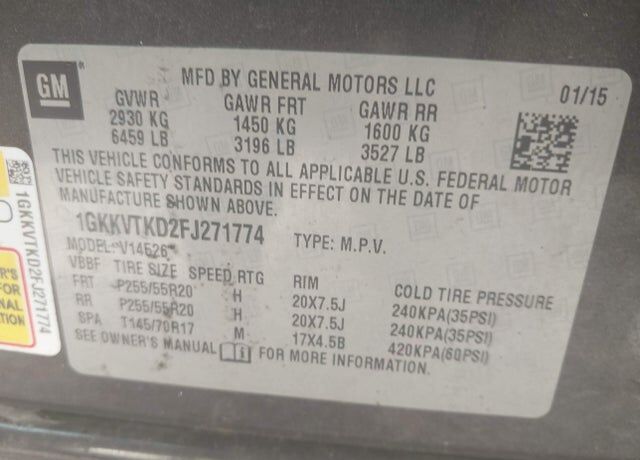 GM
MFD BY GENERAL MOTORS LLC
01/15
GVWR GAWR FRT GAWR RR
2930 KG 1450 KG 1600 KG
6459 LB 3196 LB 3527 LB
THIS VEHICLE CONFORMS TO ALL APPLICABLE U.S. FEDERAL MOTOR
VEHICLE SAFETY STANDARDS IN EFFECT ON THE DATE OF
MANUFACTURE SHOWN ABOVE.
1GKKVTKD2FJ271774 TYPE: M.P.V.
MODEL: V14526
VBBF TIRE SIZE SPEED RTG RIM COLD TIRE PRESSURE
FRT P255/55R20 H 20X7.5J 240KPA(35PSI)
RR P255/55R20 H 20X7.5J 240KPA(35PSI)
SPA T145/70R17 M 17X4.5B 420KPA(60PSI)
SEE OWNER'S MANUAL FOR MORE INFORMATION.
1GKKVTKD2FJ271774
FOR